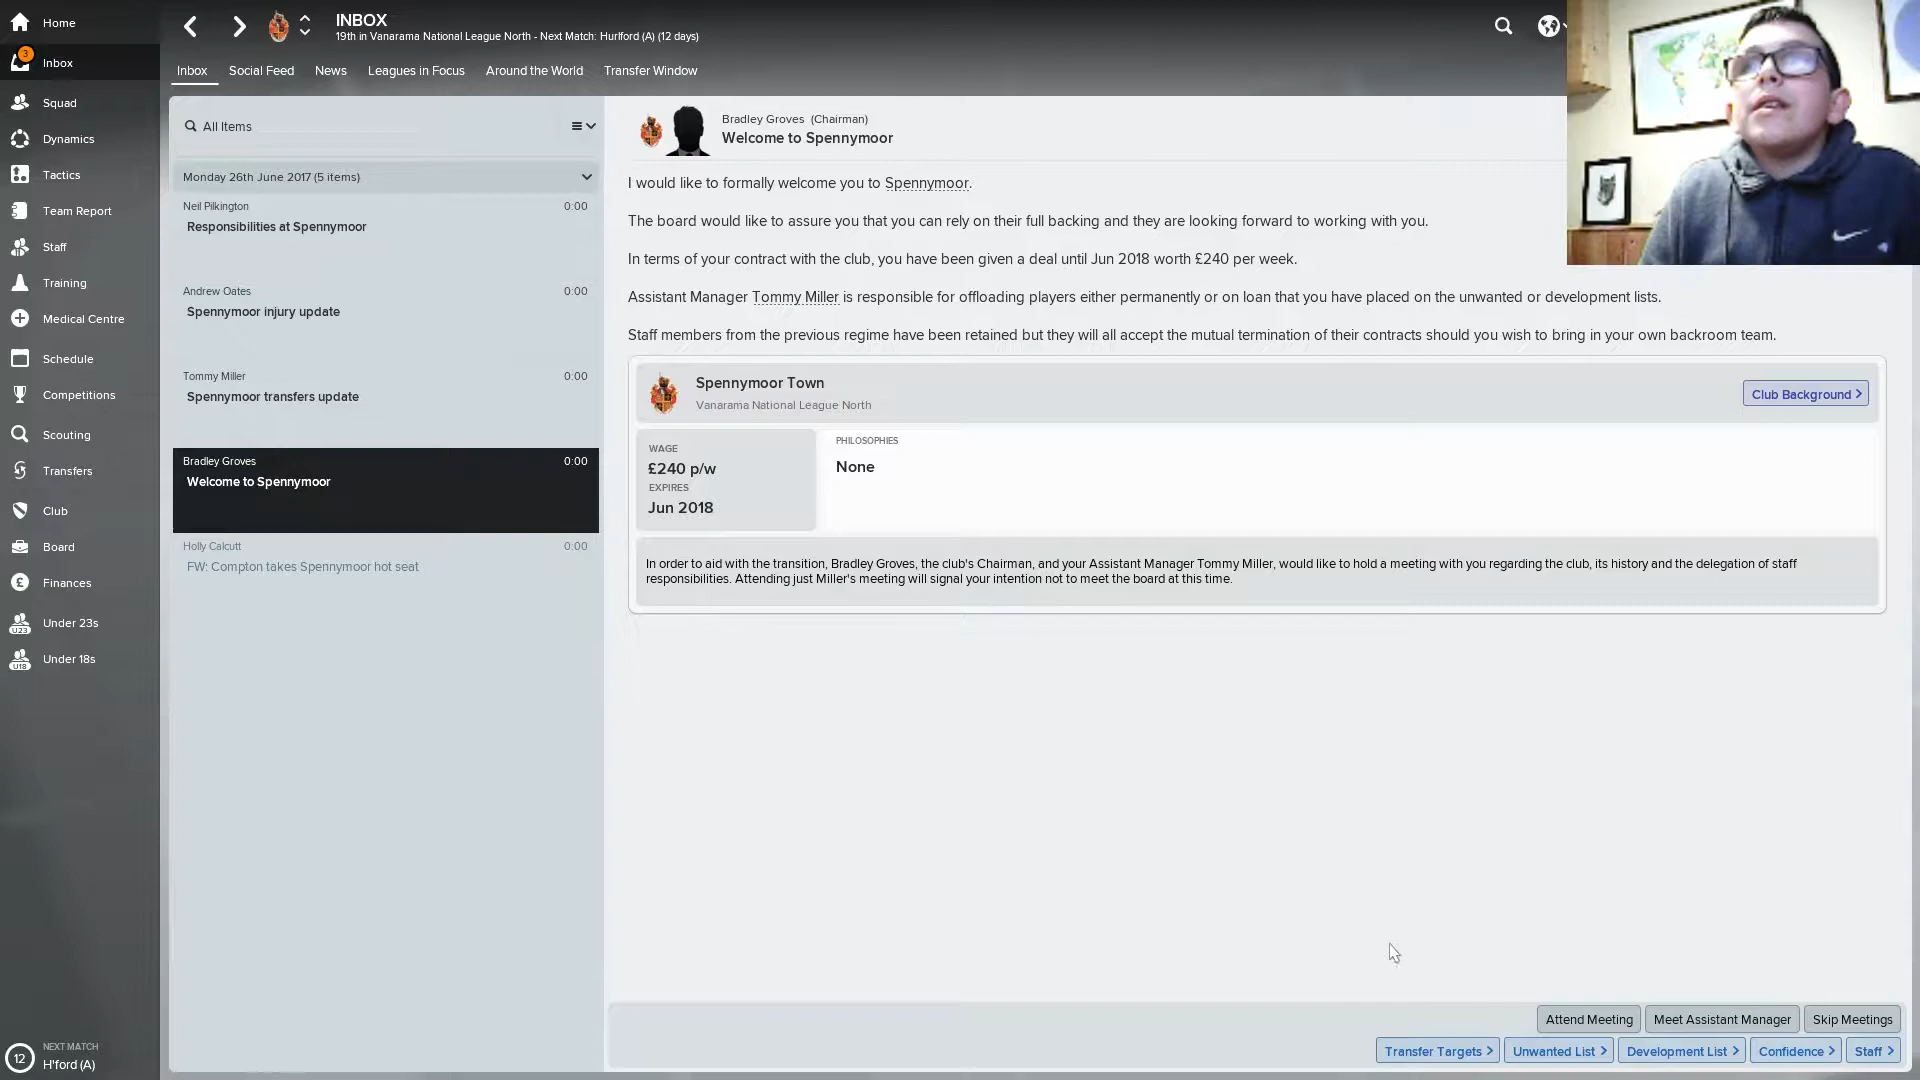 Home
Inbox
3
Squad
Dynamics
Tactics
Team Report
Staff
Training
Medical Centre
Schedule
Competitions
Scouting
Transfers
Club
Board
Finances
Under 23s
U23
Under 18s
U18
12
NEXT MATCH
H'ford (A)
INBOX
19th in Vanarama National League North - Next Match: Hurlford (A) (12 days)
Inbox Social Feed News Leagues in Focus Around the World Transfer Window
All Items
Monday 26th June 2017 (5 items)
Neil Pilkington 0:00
Responsibilities at Spennymoor
Andrew Oates 0:00
Spennymoor injury update
Tommy Miller 0:00
Spennymoor transfers update
Bradley Groves 0:00
Welcome to Spennymoor
Holly Calcutt 0:00
FW: Compton takes Spennymoor hot seat
Bradley Groves (Chairman)
Welcome to Spennymoor
I would like to formally welcome you to Spennymoor.
The board would like to assure you that you can rely on their full backing and they are looking forward to working with you.
In terms of your contract with the club, you have been given a deal until Jun 2018 worth £240 per week.
Assistant Manager Tommy Miller is responsible for offloading players either permanently or on loan that you have placed on the unwanted or development lists.
Staff members from the previous regime have been retained but they will all accept the mutual termination of their contracts should you wish to bring in your own backroom team.
Spennymoor Town
Vanarama National League North
Club Background >
WAGE
£240 p/w
EXPIRES
Jun 2018
PHILOSOPHIES
None
In order to aid with the transition, Bradley Groves, the club's Chairman, and your Assistant Manager Tommy Miller, would like to hold a meeting with you regarding the club, its history and the delegation of staff
responsibilities. Attending just Miller's meeting will signal your intention not to meet the board at this time.
Attend Meeting Meet Assistant Manager Skip Meetings
Transfer Targets > Unwanted List > Development List > Confidence > Staff >